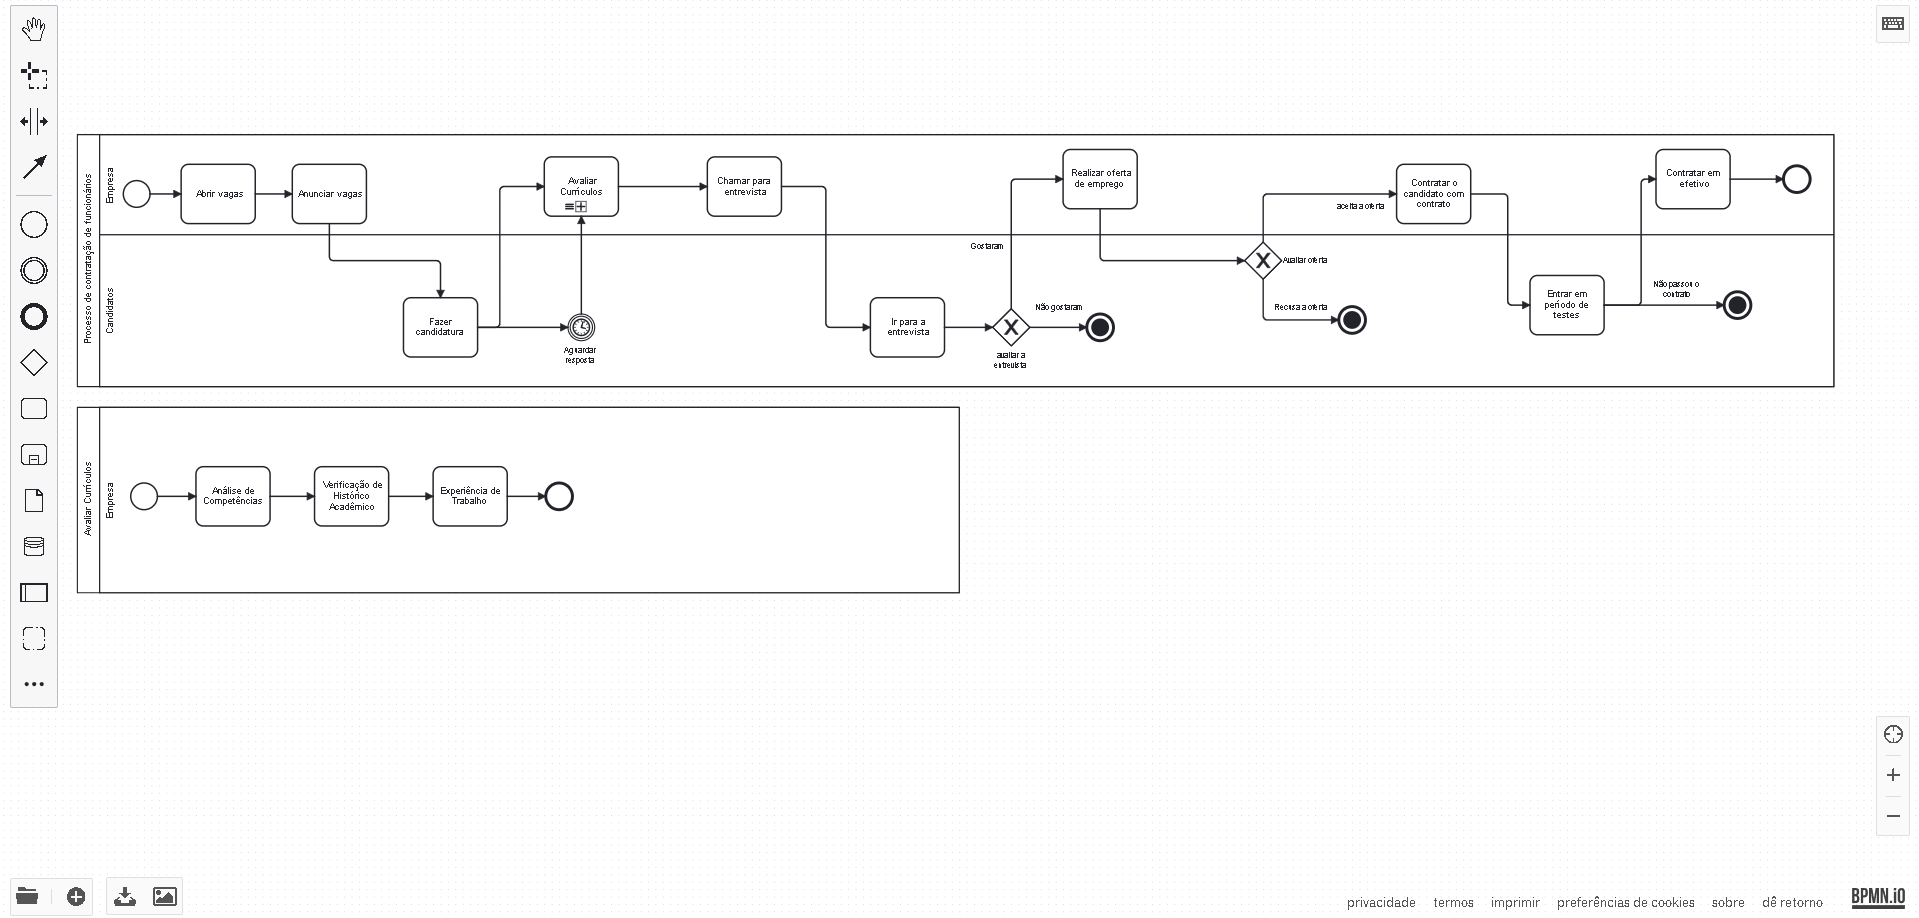 Processo de contratação de funcionários
Empresa
Abrir vagas
Anunciar vagas
Avaliar
Currículos
Chamar para
entrevista
Realizar oferta
de emprego
aceita a oferta
Contratar o
candidato com
contrato
Contratar em
efetivo
Candidatos
Gostaram
Avaliar oferta
Fazer
candidatura
Aguardar
resposta
Ir para a
entrevista
avaliar a
entrevista
Não gostaram
Recusa a oferta
Entrar em
período de
testes
Não passou o
contrato
Avaliar Currículos
Empresa
Análise de
Competências
Verificação de
Histórico
Acadêmico
Experiência de
Trabalho
privacidade termos imprimir preferências de cookies sobre dê retorno BPMN.iO